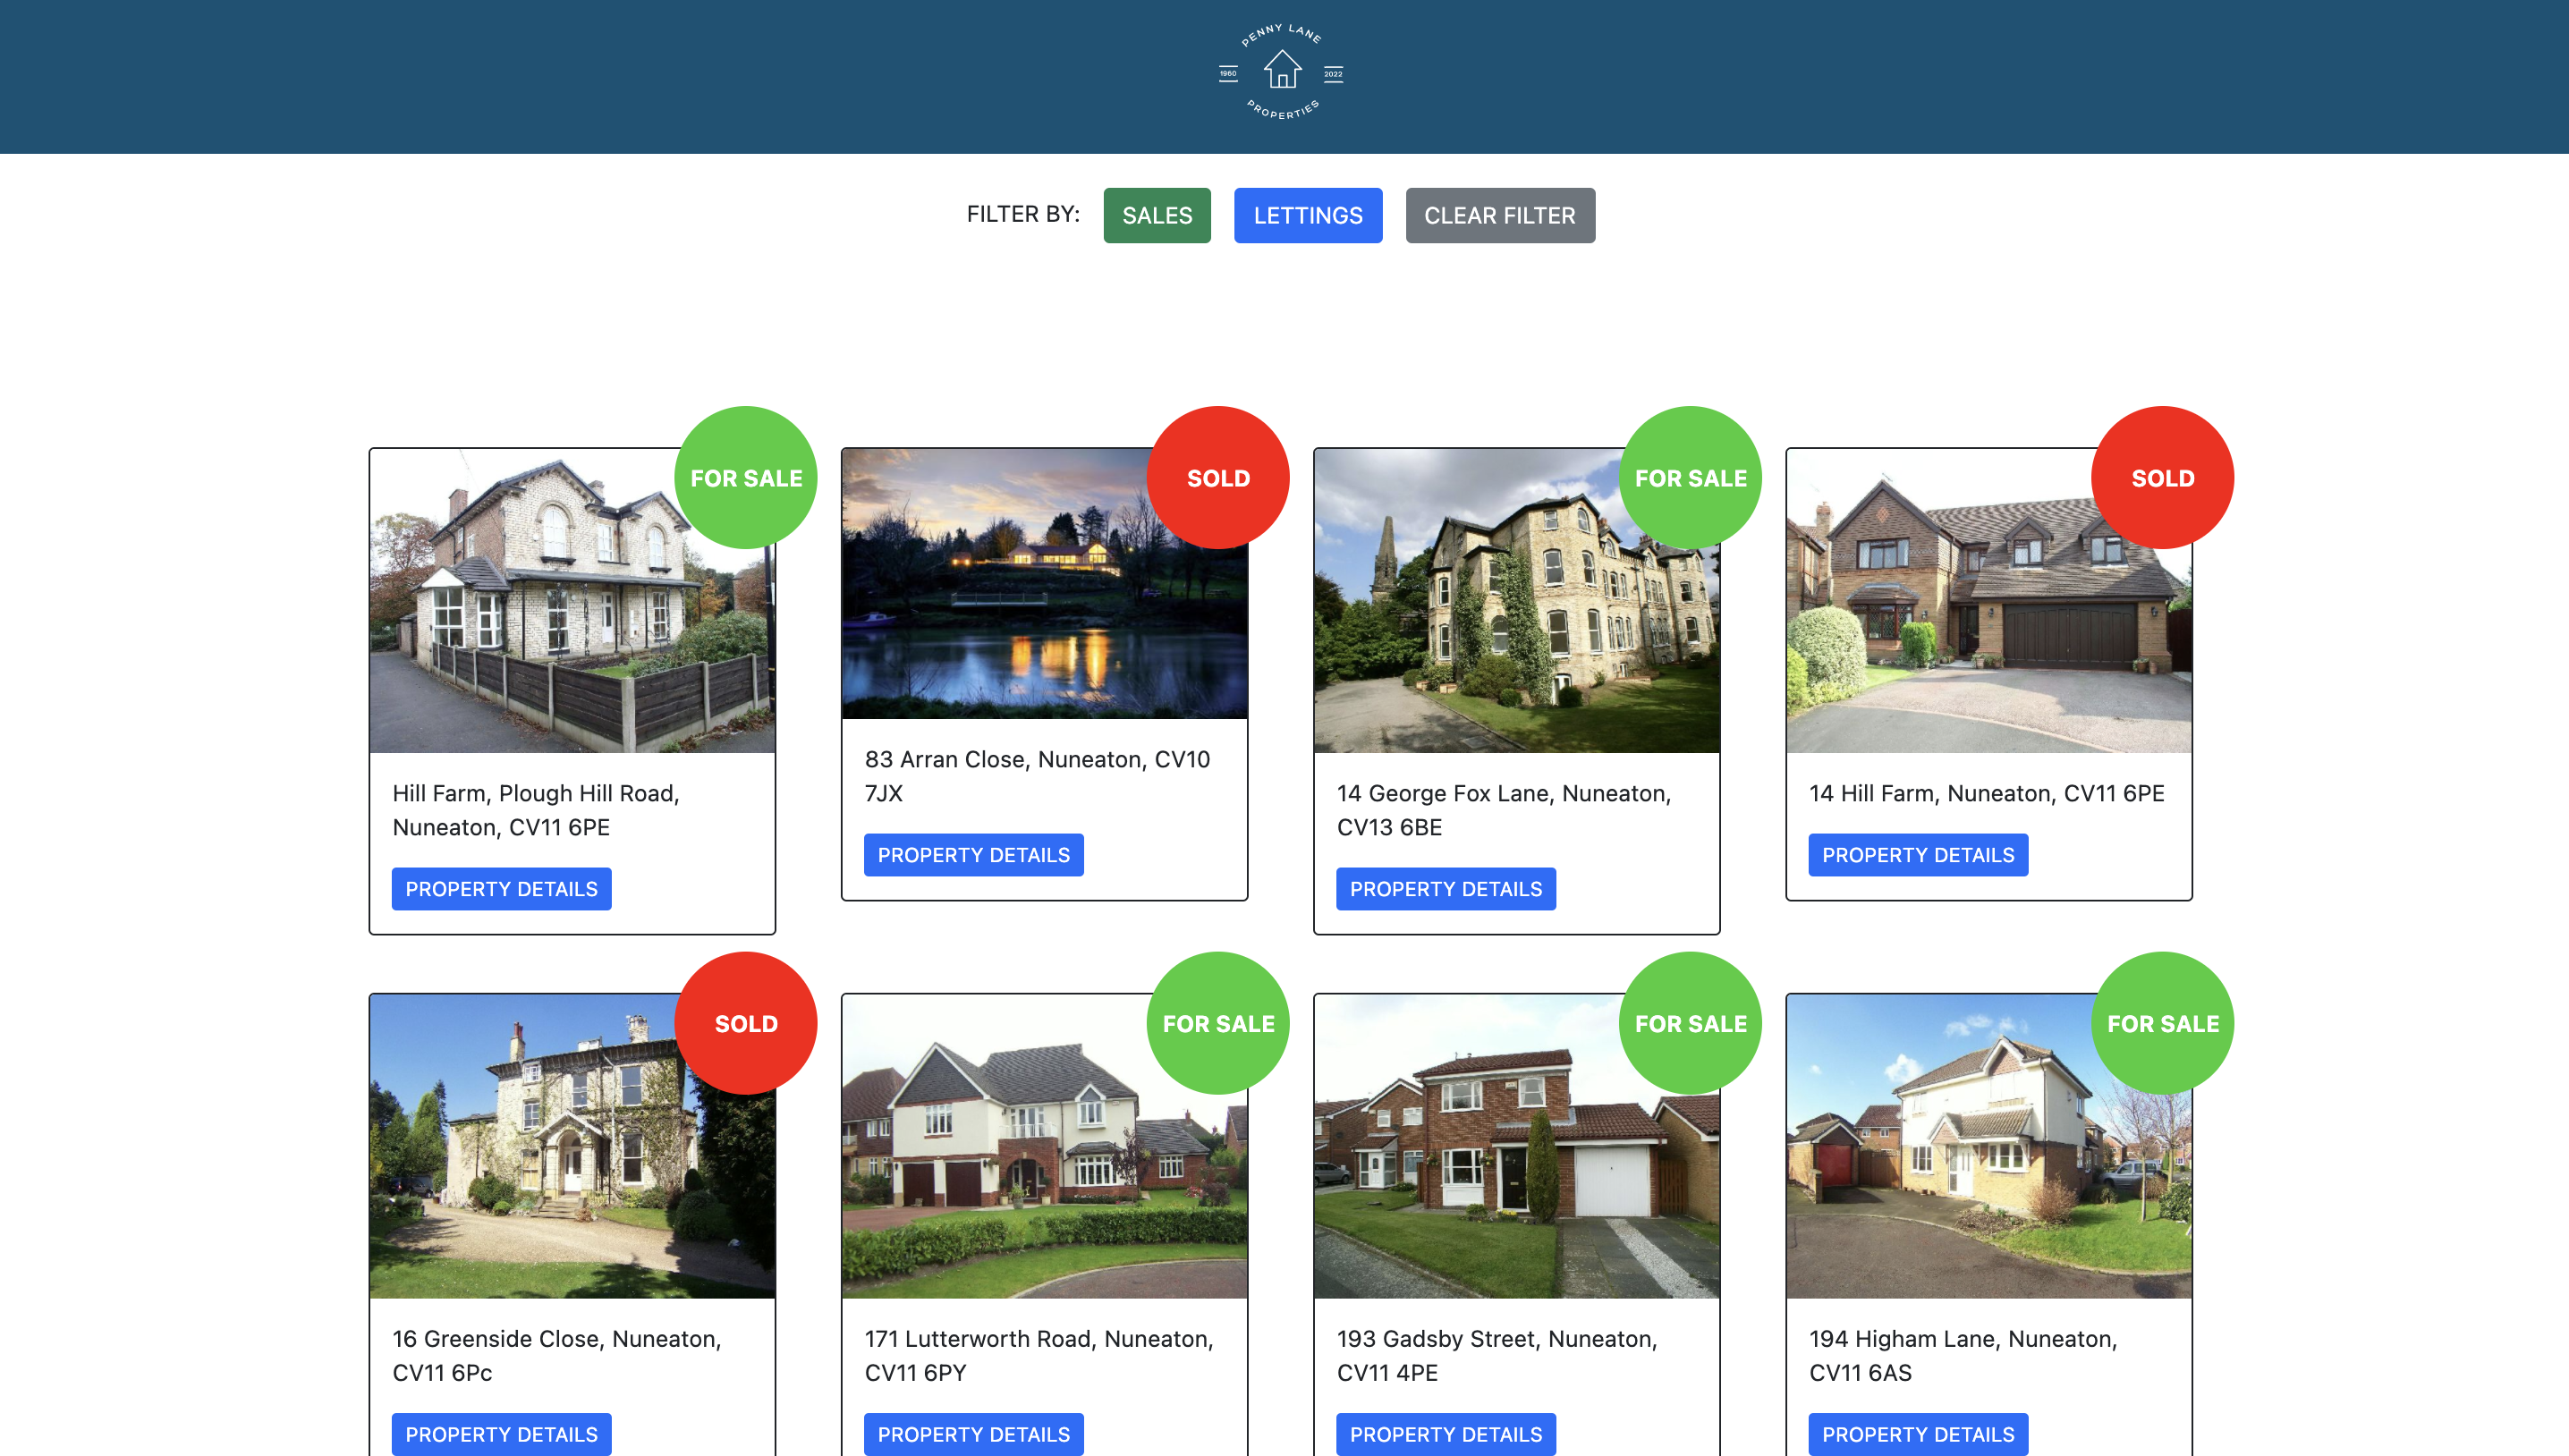 PENNY LANE
1960
2022
PROPERTIES
FILTER BY:
SALES
LETTINGS
CLEAR FILTER
FOR SALE
SOLD
FOR SALE
SOLD
Hill Farm, Plough Hill Road,
Nuneaton, CV11 6PE
PROPERTY DETAILS
83 Arran Close, Nuneaton, CV10
7JX
PROPERTY DETAILS
14 George Fox Lane, Nuneaton,
CV13 6BE
PROPERTY DETAILS
14 Hill Farm, Nuneaton, CV11 6PE
PROPERTY DETAILS
SOLD
FOR SALE
FOR SALE
FOR SALE
16 Greenside Close, Nuneaton,
CV11 6Pc
PROPERTY DETAILS
171 Lutterworth Road, Nuneaton,
CV11 6PY
PROPERTY DETAILS
193 Gadsby Street, Nuneaton,
CV11 4PE
PROPERTY DETAILS
194 Higham Lane, Nuneaton,
CV11 6AS
PROPERTY DETAILS